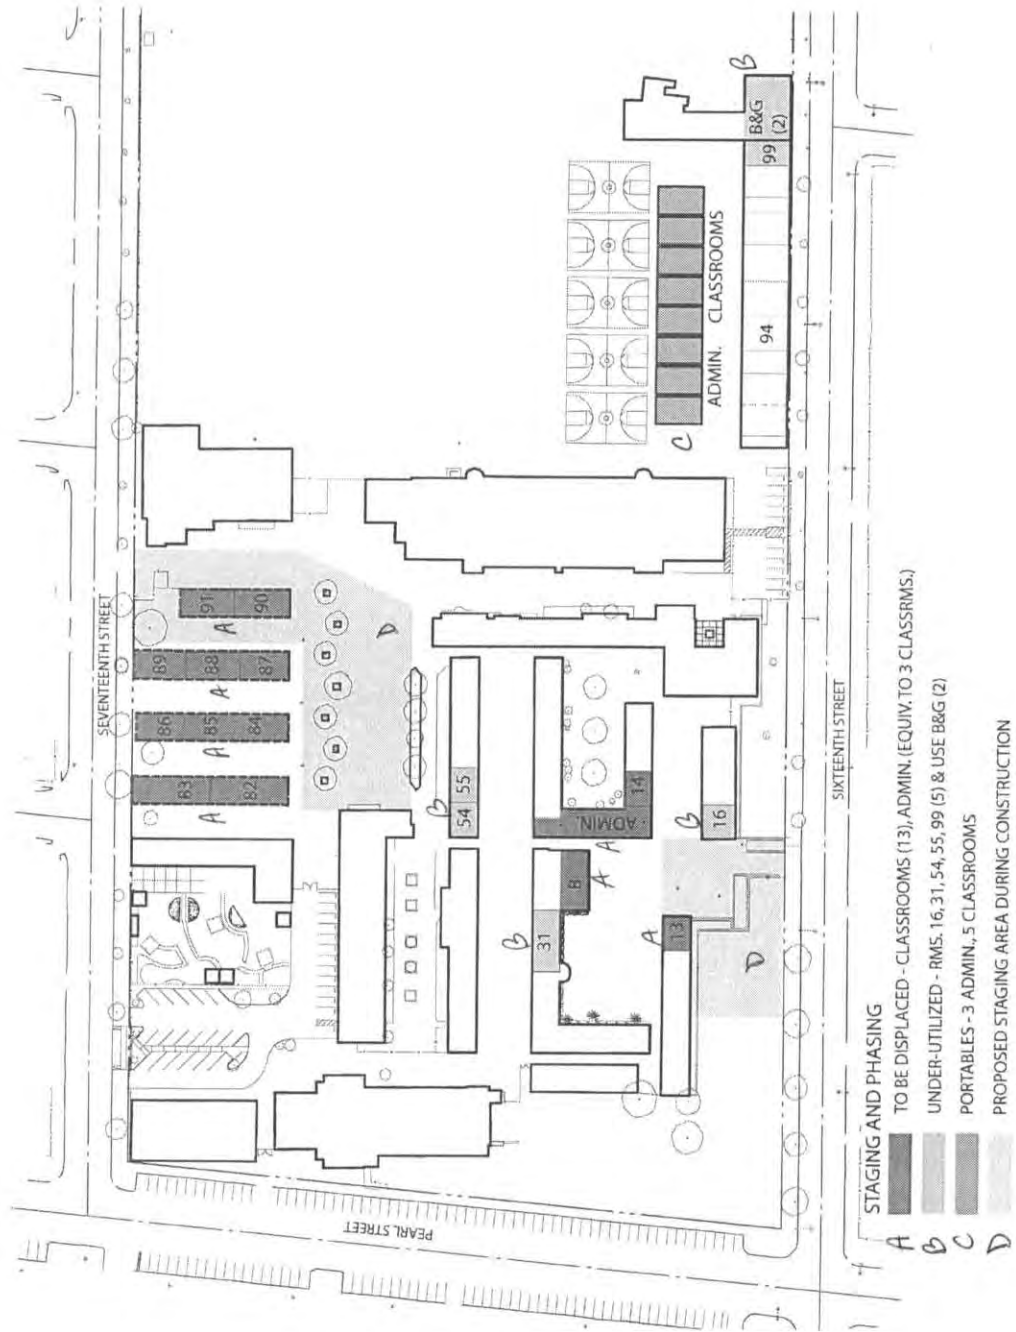 SEVENTEENTH STREET
89
88
87
91
90
A
86
85
84
A
83
82
A
A
D
B
54
55
B
31
8
A
ADMIN.
14
A
A
13
B
16
D
C
ADMIN. CLASSROOMS
94
99
B&G
(2)
B
SIXTEENTH STREET
PEARL STREET
STAGING AND PHASING
A TO BE DISPLACED - CLASSROOMS (13), ADMIN. (EQUIV. TO 3 CLASSRMS.)
B UNDER-UTILIZED - RMS. 16, 31, 54, 55, 99 (5) & USE B&G (2)
C PORTABLES - 3 ADMIN., 5 CLASSROOMS
D PROPOSED STAGING AREA DURING CONSTRUCTION